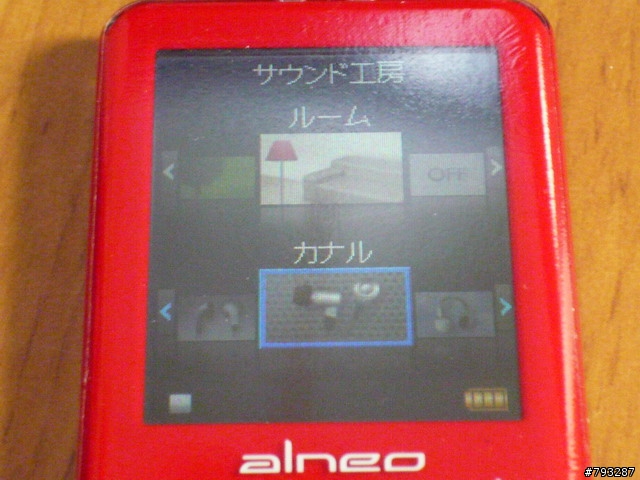 サウンド工房
ルーム
OFF
カナル
alneo
#793287